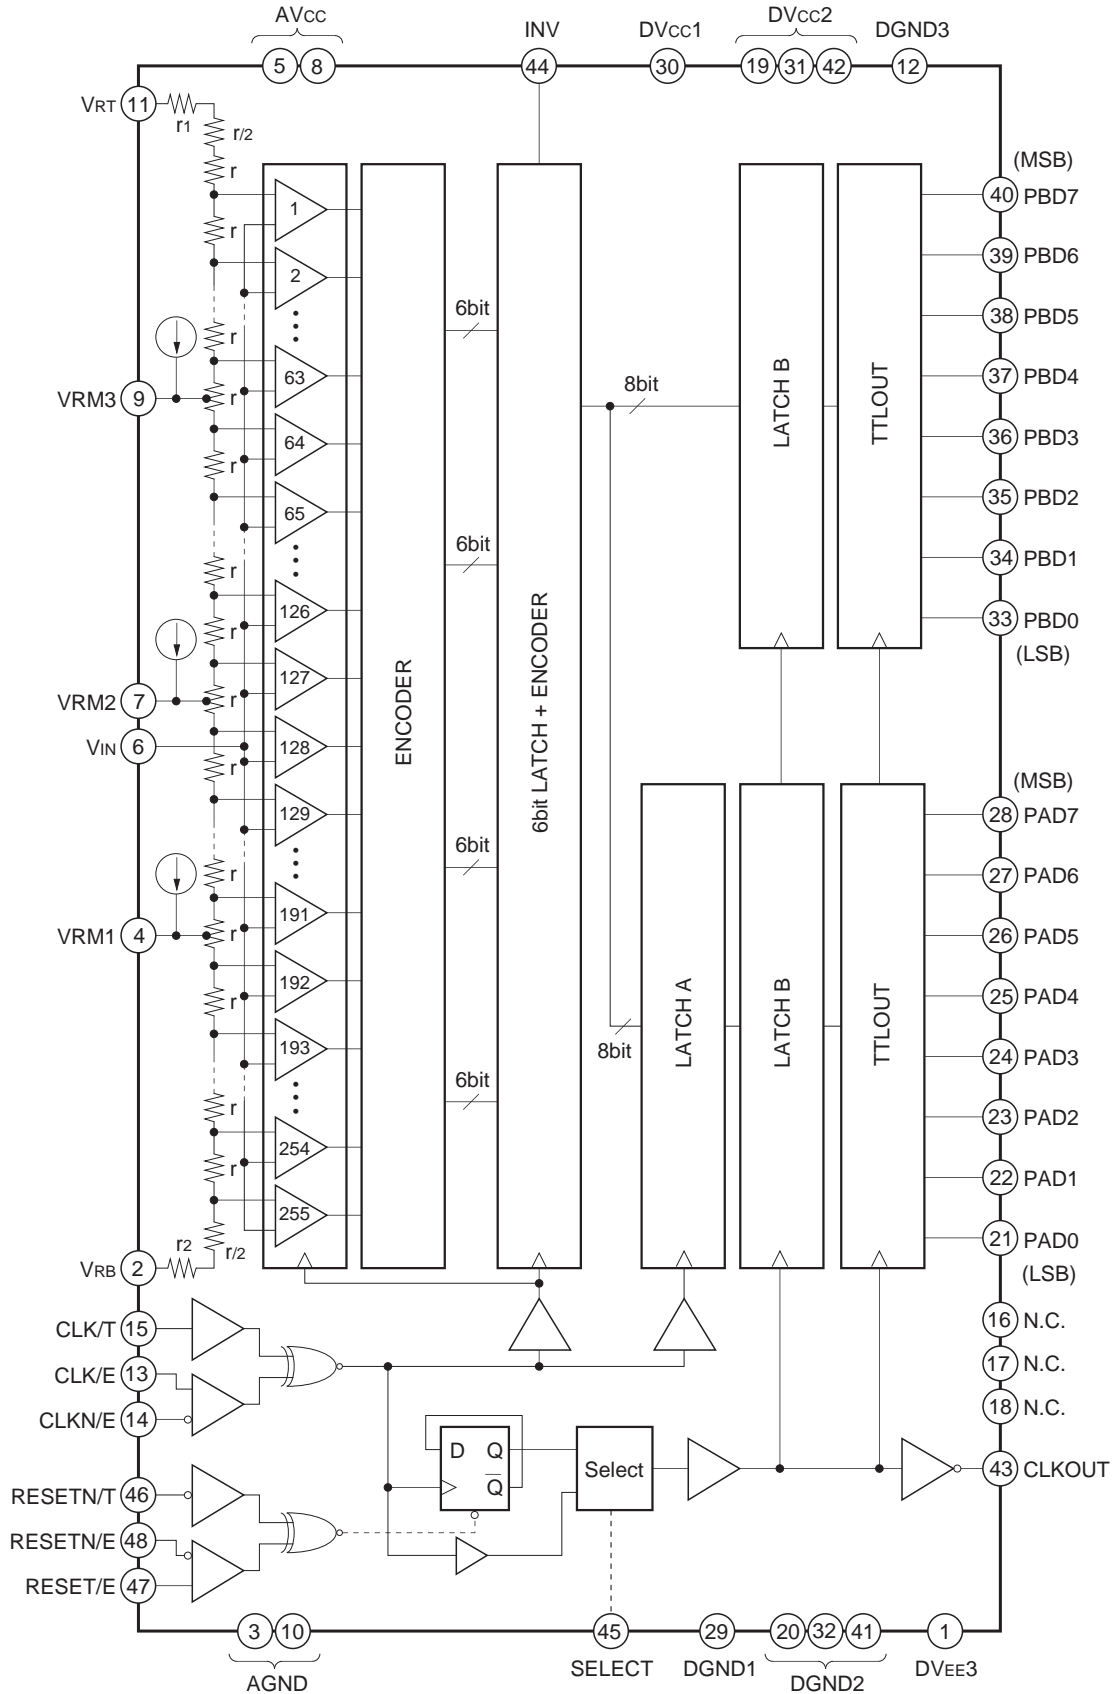 AVCC
INV
DVCC1
DVCC2
DGND3
5
8
44
30
19
31
42
12
VRT
11
r1
r/2
r
(MSB)
1
40
PBD7
r
2
39
PBD6
6bit
38
PBD5
r
63
8bit
37
PBD4
VRM3
9
r
64
36
PBD3
r
65
35
PBD2
LATCH B
TTLOUT
6bit
34
PBD1
r
126
33
PBD0
(LSB)
r
127
ENCODER
6bit LATCH + ENCODER
VRM2
7
r
VIN
6
128
r
(MSB)
129
28
PAD7
6bit
27
PAD6
r
191
VRM1
4
r
26
PAD5
192
25
PAD4
r
LATCH A
LATCH B
TTLOUT
193
8bit
24
PAD3
6bit
r
23
PAD2
254
r
22
PAD1
255
21
PAD0
(LSB)
r2
r/2
VRB
2
16
N.C.
CLK/T
15
17
N.C.
CLK/E
13
18
N.C.
CLKN/E
14
D
Q
Q
Select
43
CLKOUT
RESETN/T
46
RESETN/E
48
RESET/E
47
3
10
45
29
20
32
41
1
AGND
SELECT
DGND1
DGND2
DVEE3